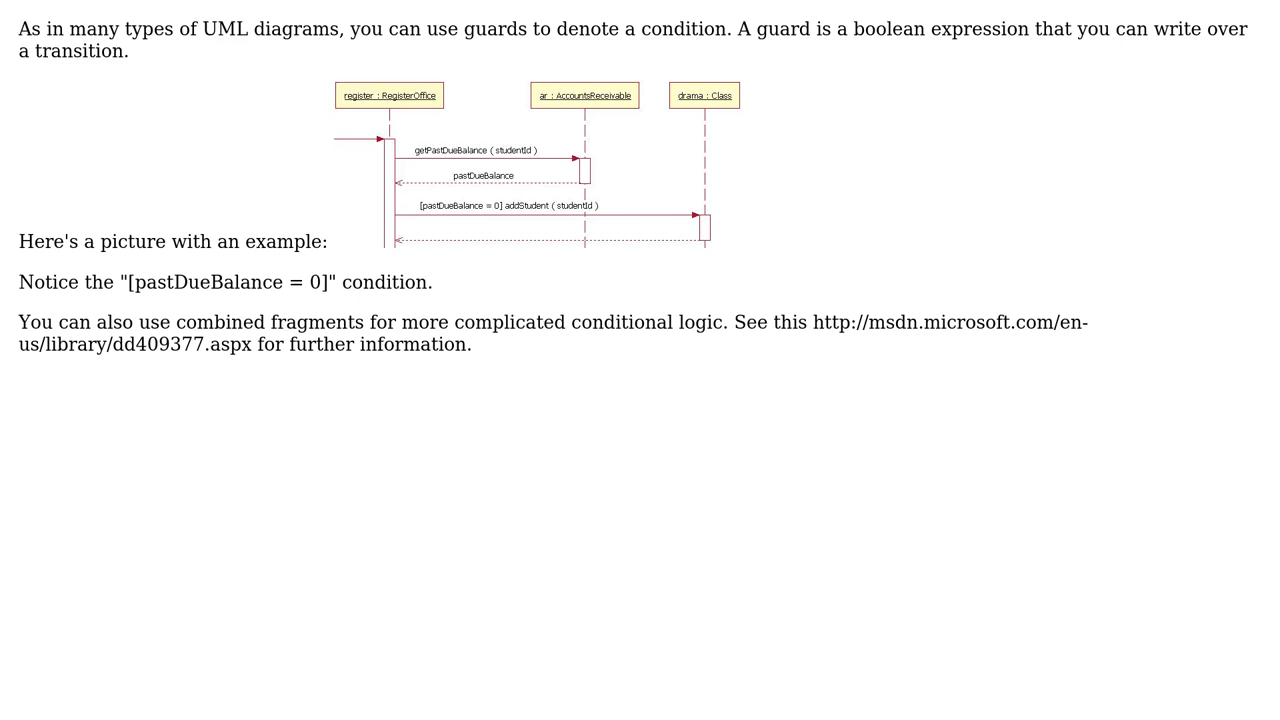 As in many types of UML diagrams, you can use guards to denote a condition. A guard is a boolean expression that you can write over
a transition.
register : RegisterOffice
ar : AccountsReceivable
drama : Class
getPastDueBalance ( studentId )
pastDueBalance
[pastDueBalance = 0] addStudent ( studentId )
Here's a picture with an example:
Notice the "[pastDueBalance = 0]" condition.
You can also use combined fragments for more complicated conditional logic. See this http://msdn.microsoft.com/en-
us/library/dd409377.aspx for further information.